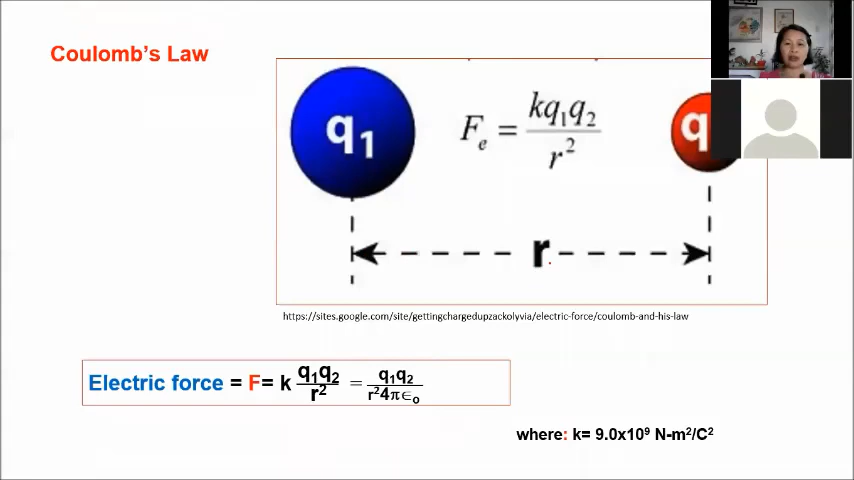 Coulomb's Law
q₁
Fₑ = kq₁q₂ / r²
q
r
https://sites.google.com/site/gettingchargedupzackolyvia/electric-force/coulomb-and-his-law
Electric force = F= k q₁q₂ / r² = q₁q₂ / r²4π∈ₒ
where: k= 9.0x10⁹ N-m²/C²